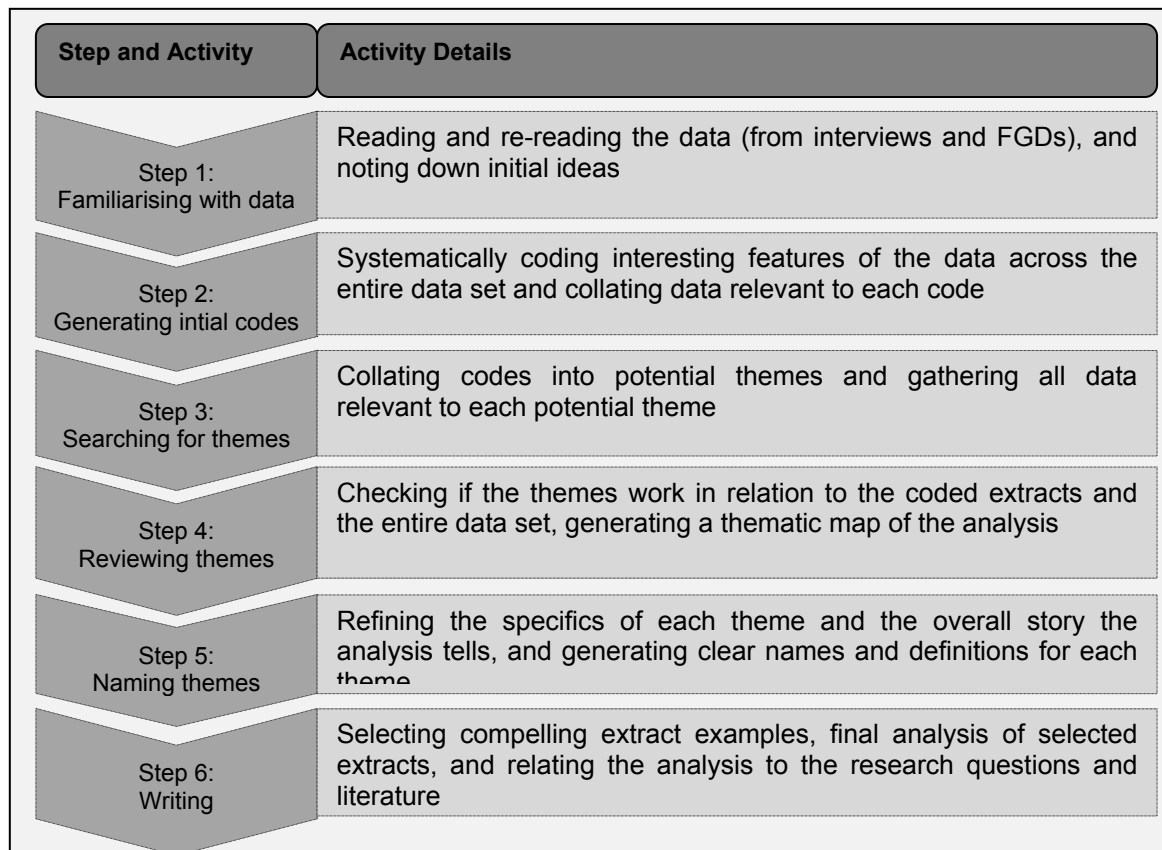 Step and Activity
Activity Details
Step 1:
Familiarising with data
Reading and re-reading the data (from interviews and FGDs), and
noting down initial ideas
Step 2:
Generating intial codes
Systematically coding interesting features of the data across the
entire data set and collating data relevant to each code
Step 3:
Searching for themes
Collating codes into potential themes and gathering all data
relevant to each potential theme
Step 4:
Reviewing themes
Checking if the themes work in relation to the coded extracts and
the entire data set, generating a thematic map of the analysis
Step 5:
Naming themes
Refining the specifics of each theme and the overall story the
analysis tells, and generating clear names and definitions for each
theme
Step 6:
Writing
Selecting compelling extract examples, final analysis of selected
extracts, and relating the analysis to the research questions and
literature